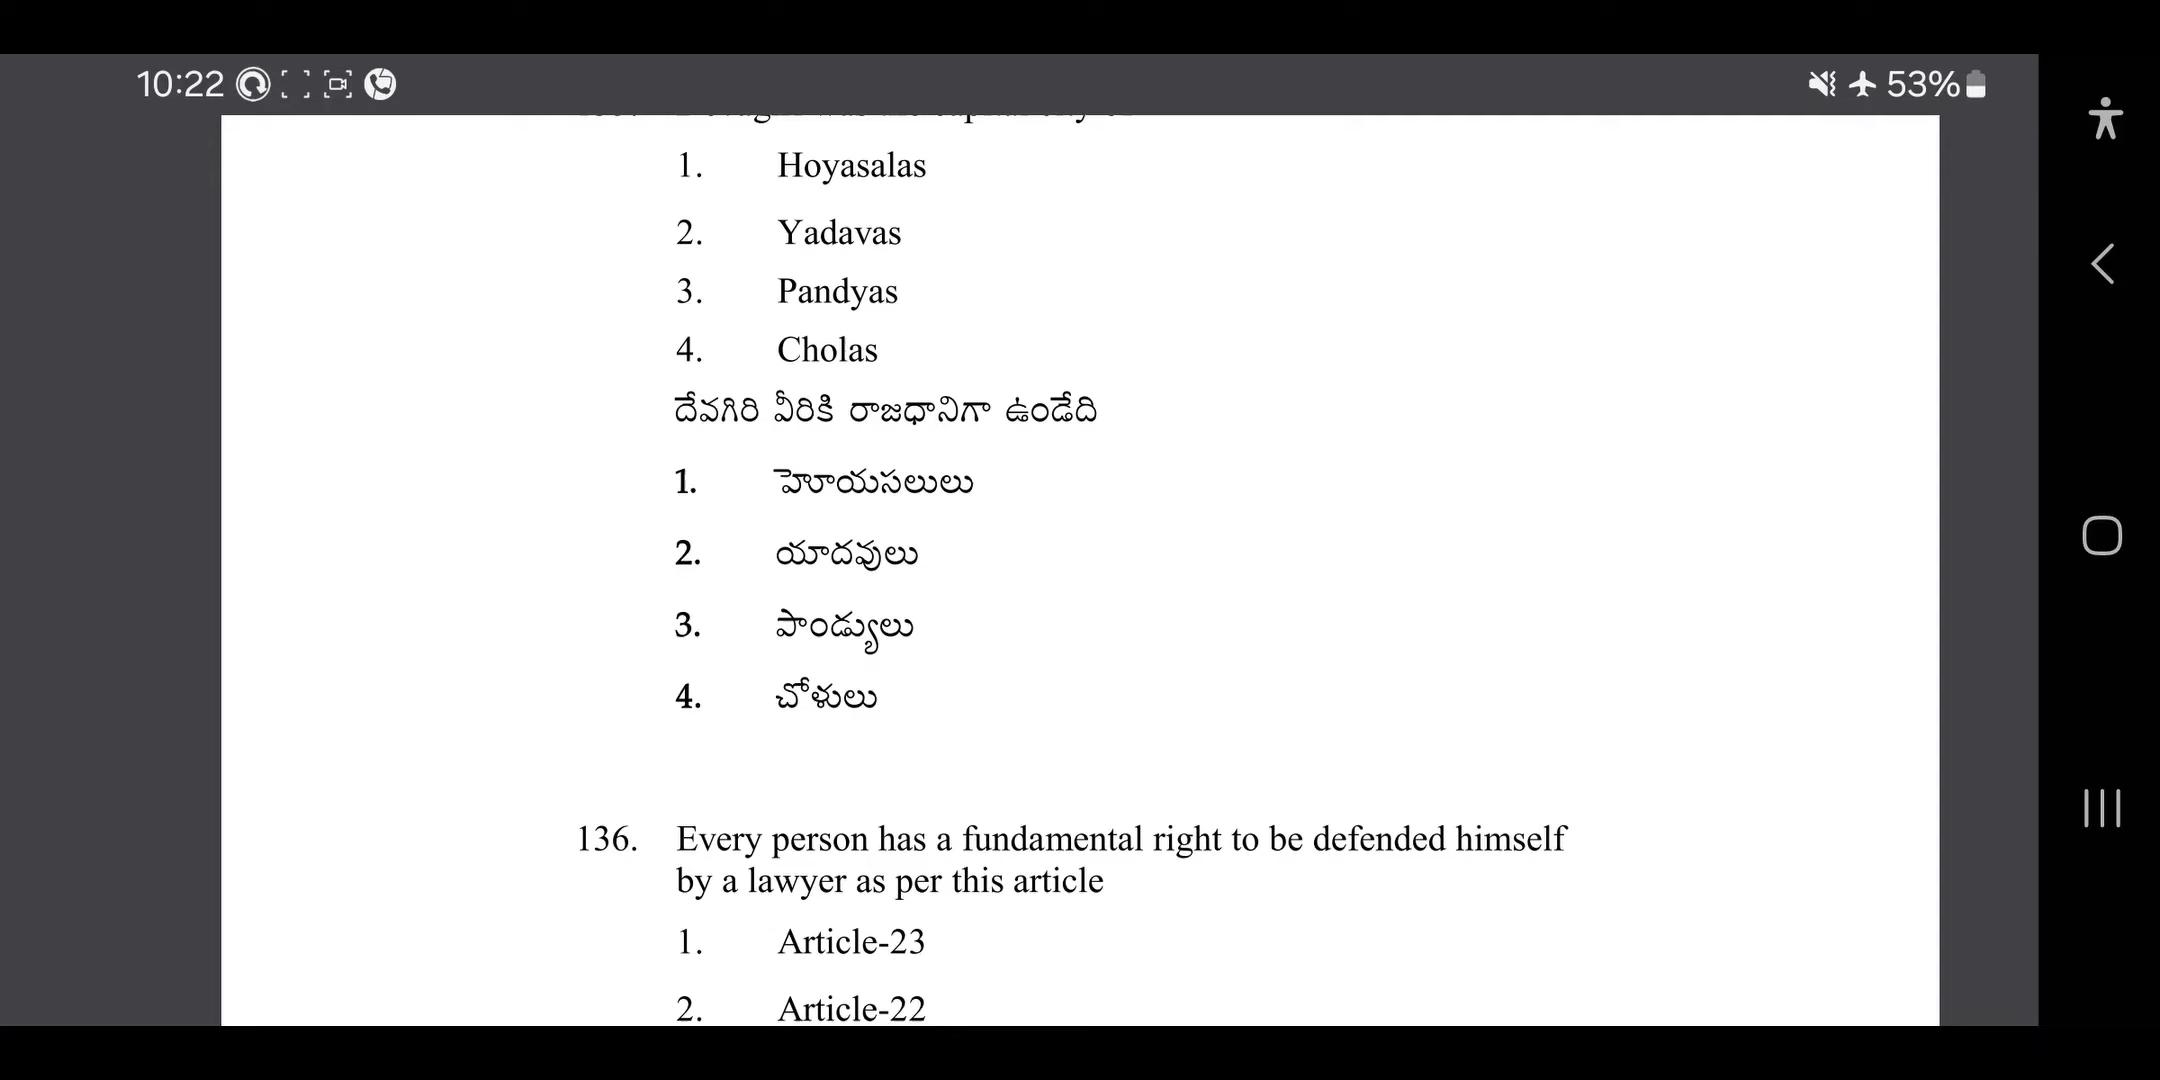 10:22 53%
1. Hoyasalas
2. Yadavas
3. Pandyas
4. Cholas
దేవగిరి వీరికి రాజధానిగా ఉండేది
1. హెూయసలులు
2. యాదవులు
3. పాండ్యులు
4. చోళులు
136. Every person has a fundamental right to be defended himself
by a lawyer as per this article
1. Article-23
2. Article-22